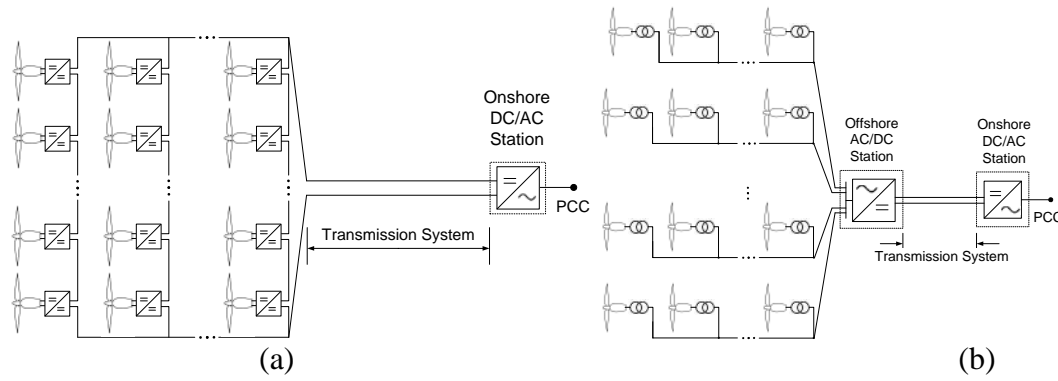 Onshore
DC/AC
Station
PCC
Transmission System
(a)
Offshore
AC/DC
Station
Onshore
DC/AC
Station
PCC
Transmission System
(b)